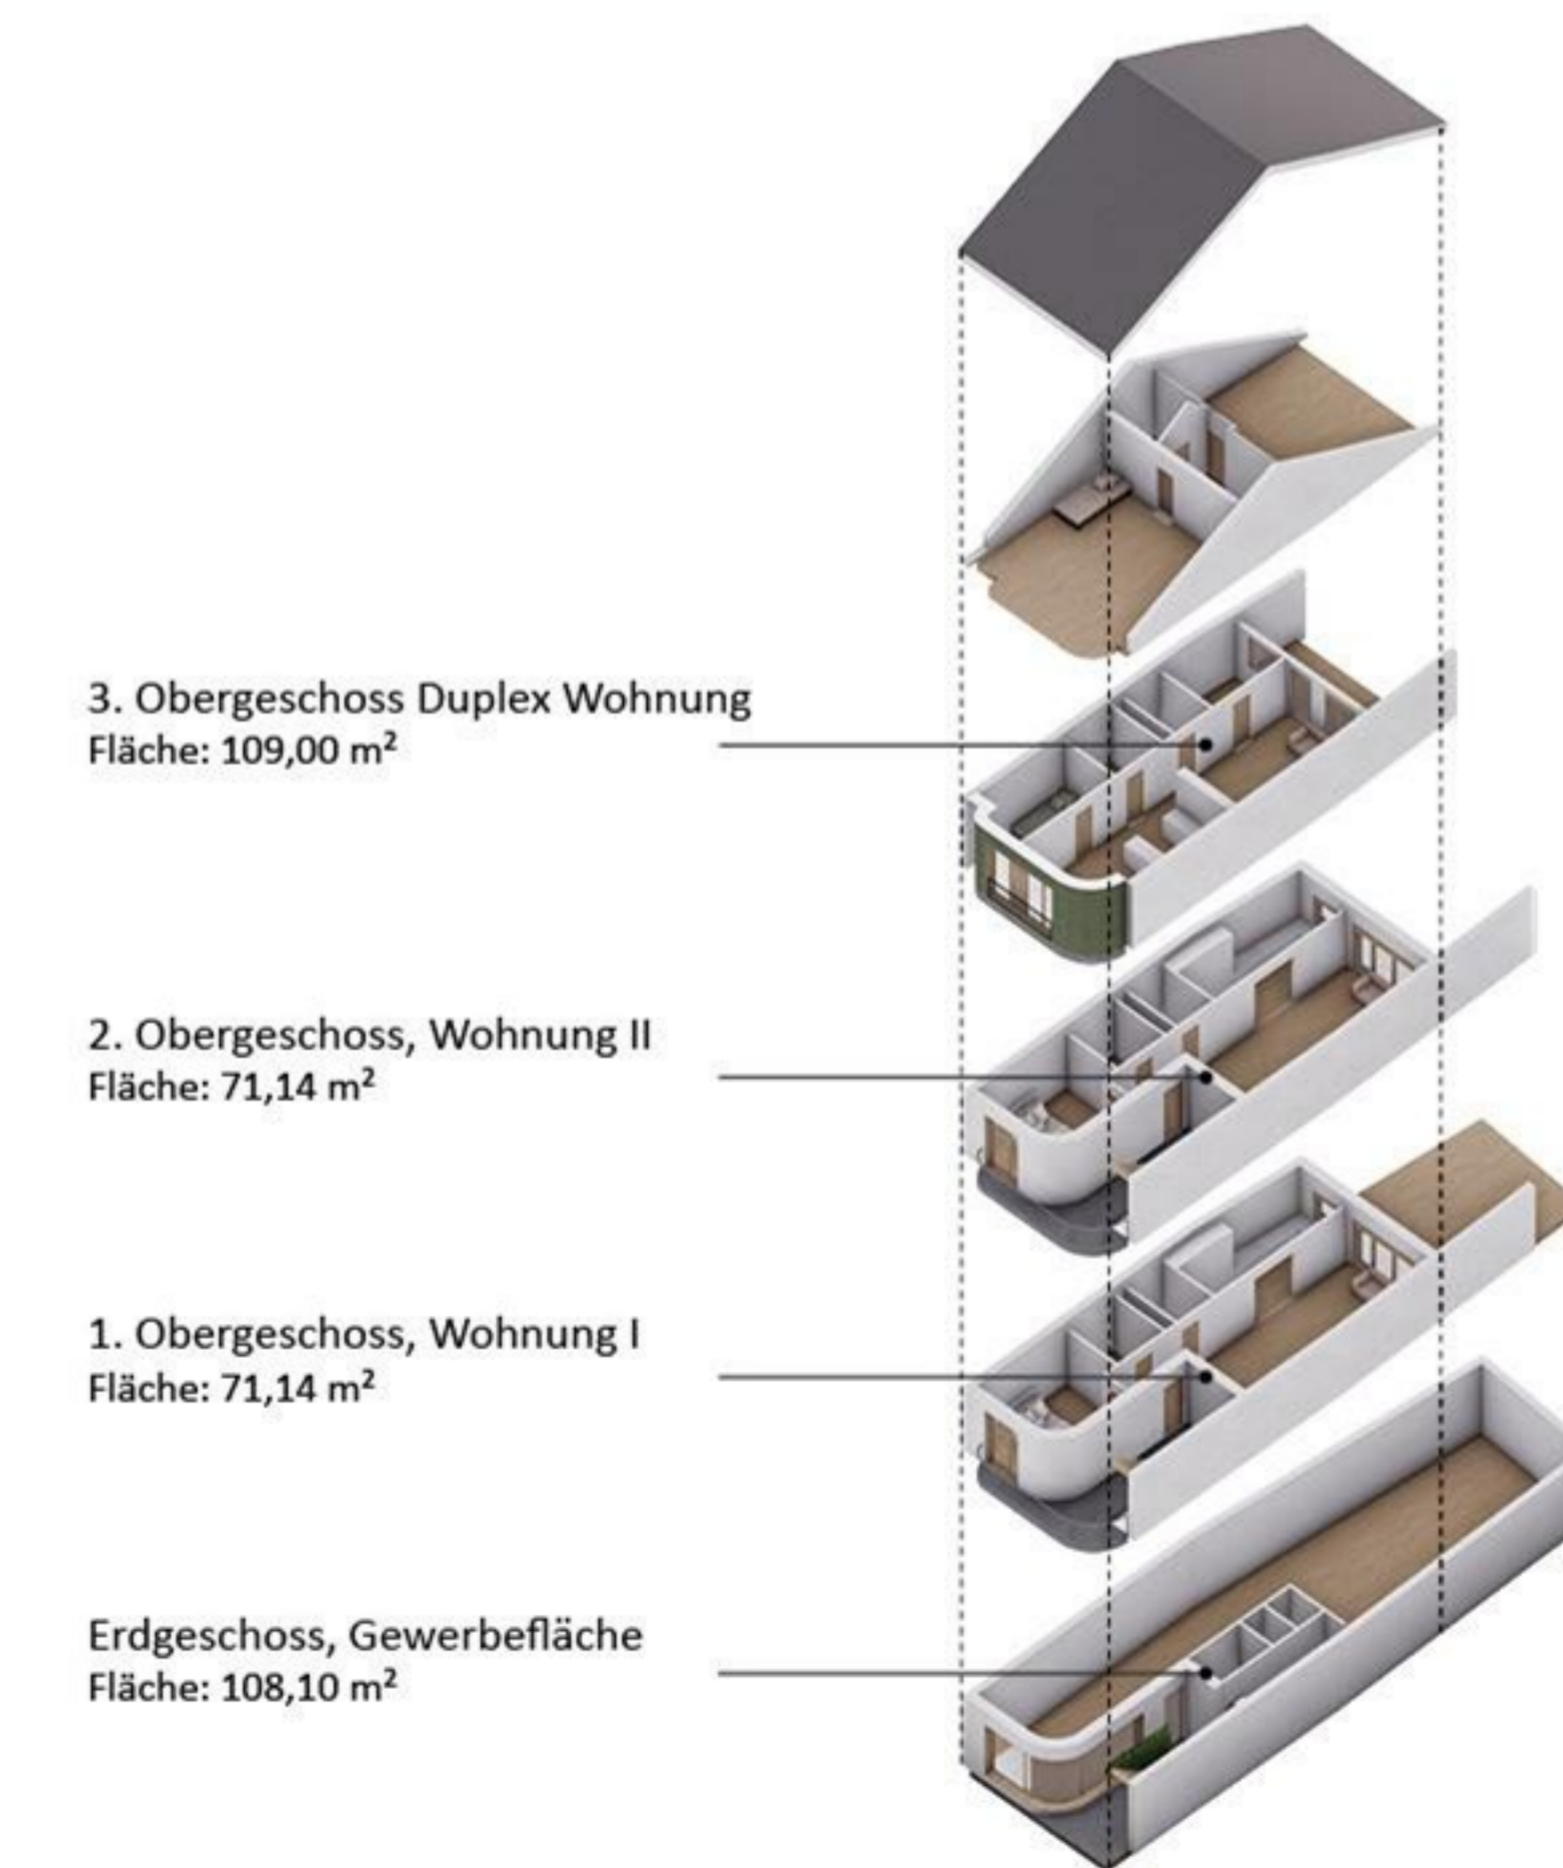 3. Obergeschoss Duplex Wohnung
Fläche: 109,00 m²
2. Obergeschoss, Wohnung II
Fläche: 71,14 m²
1. Obergeschoss, Wohnung I
Fläche: 71,14 m²
Erdgeschoss, Gewerbefläche
Fläche: 108,10 m²